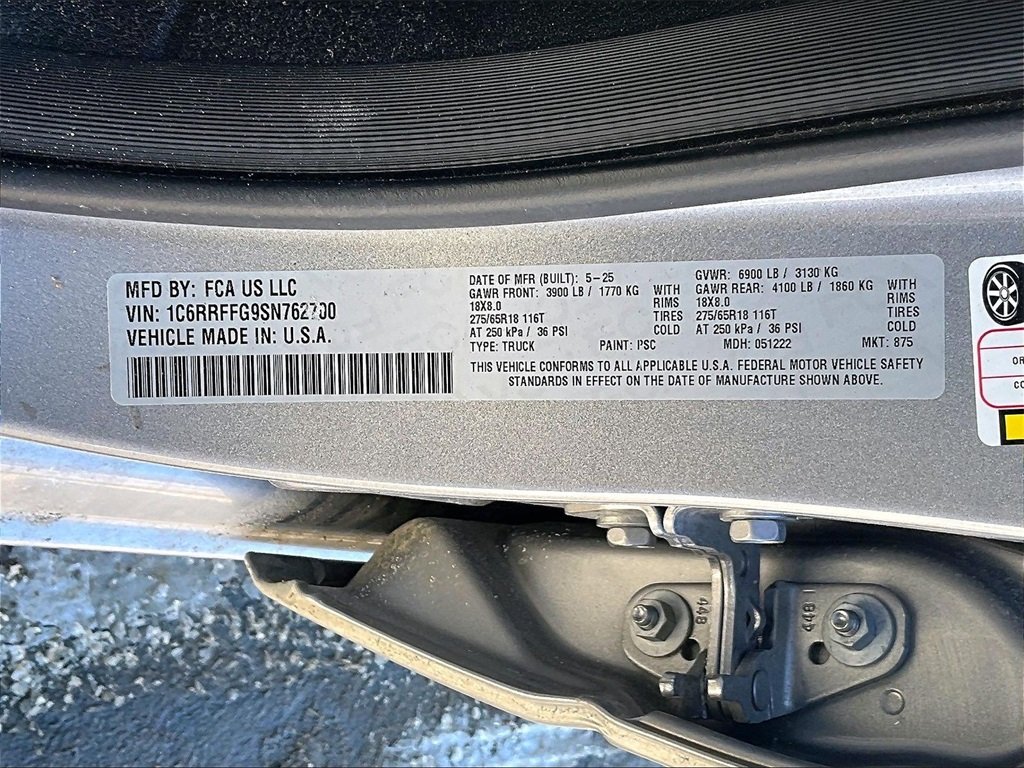 MFD BY: FCA US LLC
VIN: 1C6RRFFG9SN762700
VEHICLE MADE IN: U.S.A.
DATE OF MFR (BUILT): 5-25
GAWR FRONT: 3900 LB / 1770 KG WITH
18X8.0 RIMS
275/65R18 116T TIRES
AT 250 kPa / 36 PSI COLD
TYPE: TRUCK PAINT: PSC
GVWR: 6900 LB / 3130 KG
GAWR REAR: 4100 LB / 1860 KG WITH
18X8.0 RIMS
275/65R18 116T TIRES
AT 250 kPa / 36 PSI COLD
MDH: 051222 MKT: 875
THIS VEHICLE CONFORMS TO ALL APPLICABLE U.S.A. FEDERAL MOTOR VEHICLE SAFETY
STANDARDS IN EFFECT ON THE DATE OF MANUFACTURE SHOWN ABOVE.
OR
CO
448
448 I